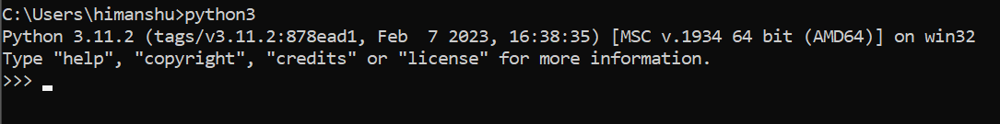 C:\Users\himanshu>python3
Python 3.11.2 (tags/v3.11.2:878ead1, Feb  7 2023, 16:38:35) [MSC v.1934 64 bit (AMD64)] on win32
Type "help", "copyright", "credits" or "license" for more information.
>>>